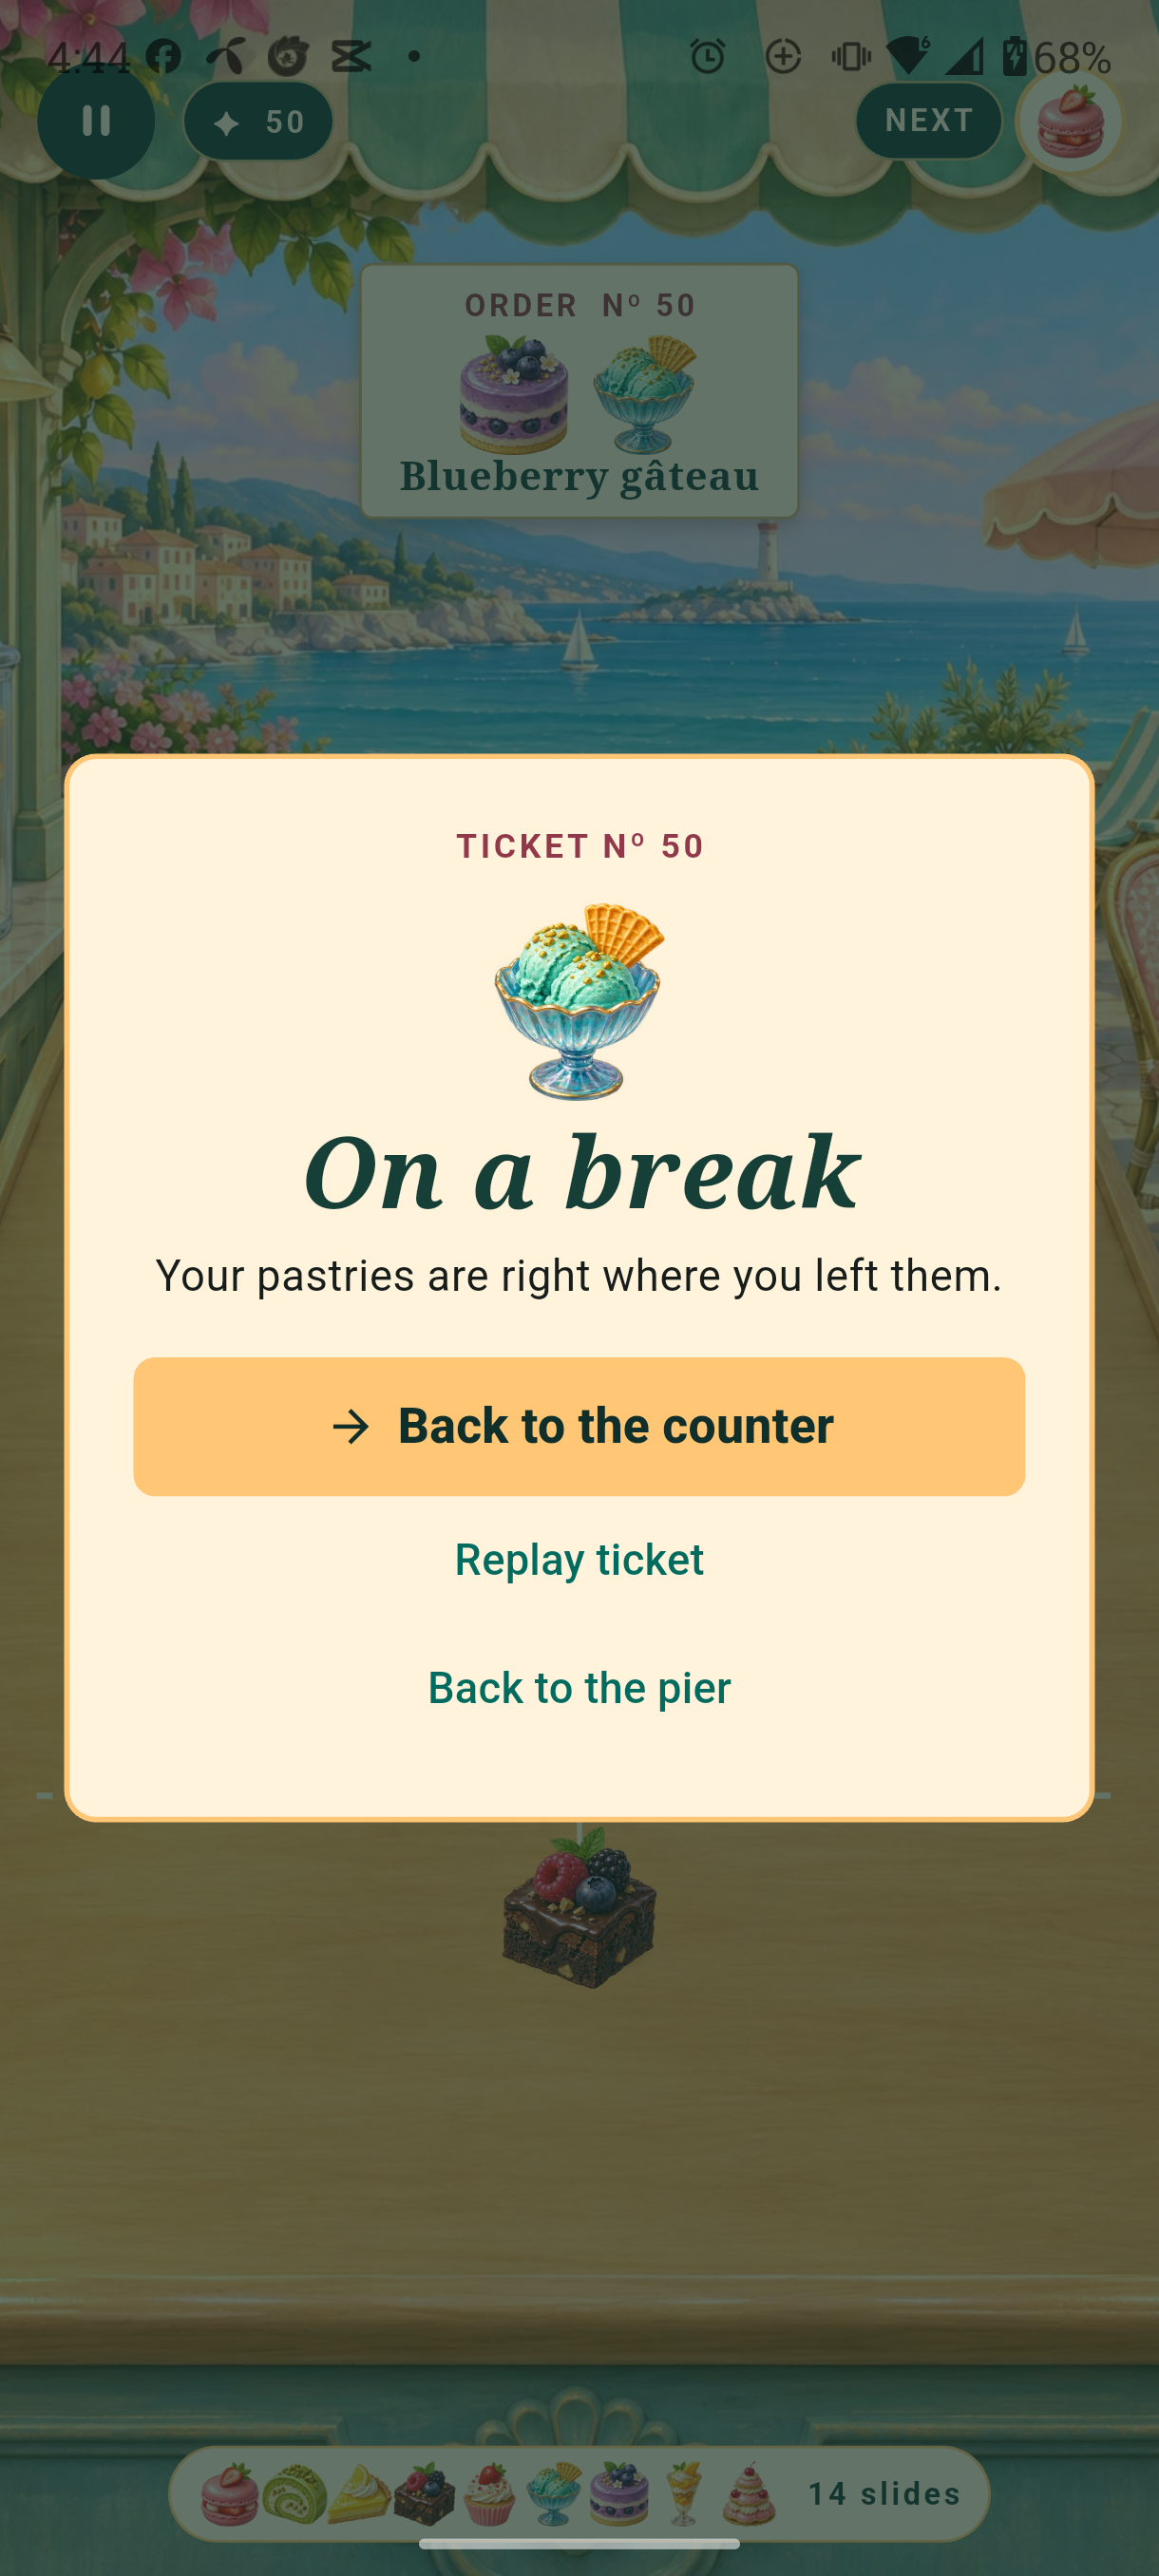 4:44
68%
50
NEXT
ORDER Nº 50
Blueberry gâteau
TICKET Nº 50
On a break
Your pastries are right where you left them.
Back to the counter
Replay ticket
Back to the pier
14 slides